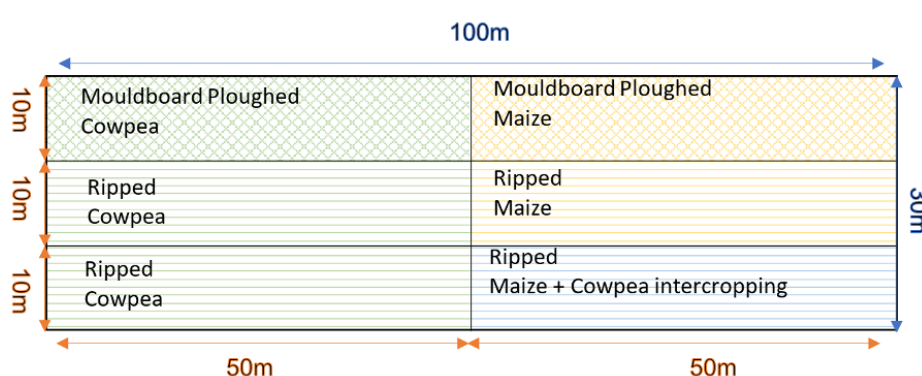 100m
10m
Mouldboard Ploughed
Cowpea
Mouldboard Ploughed
Maize
10m
Ripped
Cowpea
Ripped
Maize
30m
10m
Ripped
Cowpea
Ripped
Maize + Cowpea intercropping
50m
50m